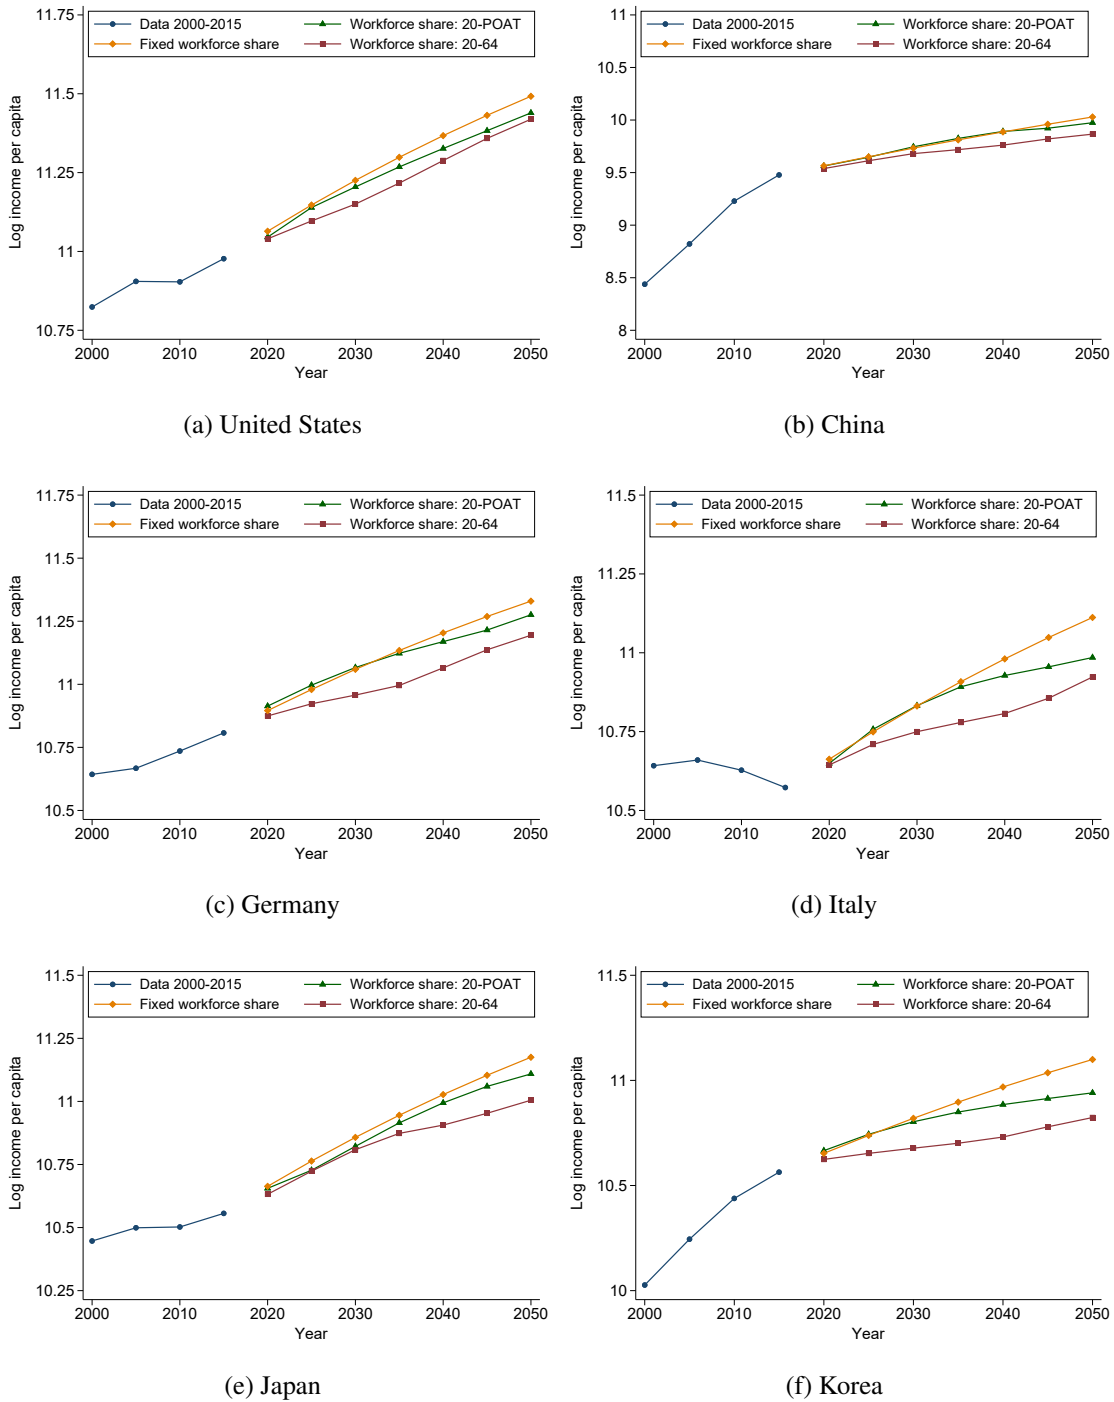 Data 2000-2015
Workforce share: 20-POAT
Fixed workforce share
Workforce share: 20-64
Log income per capita
11.75
11.5
11.25
11
10.75
2000 2010 2020 2030 2040 2050
Year
(a) United States
Data 2000-2015
Workforce share: 20-POAT
Fixed workforce share
Workforce share: 20-64
Log income per capita
11
10.5
10
9.5
9
8.5
8
2000 2010 2020 2030 2040 2050
Year
(b) China
Data 2000-2015
Workforce share: 20-POAT
Fixed workforce share
Workforce share: 20-64
Log income per capita
11.75
11.5
11.25
11
10.75
10.5
2000 2010 2020 2030 2040 2050
Year
(c) Germany
Data 2000-2015
Workforce share: 20-POAT
Fixed workforce share
Workforce share: 20-64
Log income per capita
11.5
11.25
11
10.75
10.5
2000 2010 2020 2030 2040 2050
Year
(d) Italy
Data 2000-2015
Workforce share: 20-POAT
Fixed workforce share
Workforce share: 20-64
Log income per capita
11.5
11.25
11
10.75
10.5
10.25
2000 2010 2020 2030 2040 2050
Year
(e) Japan
Data 2000-2015
Workforce share: 20-POAT
Fixed workforce share
Workforce share: 20-64
Log income per capita
11.5
11
10.5
10
2000 2010 2020 2030 2040 2050
Year
(f) Korea